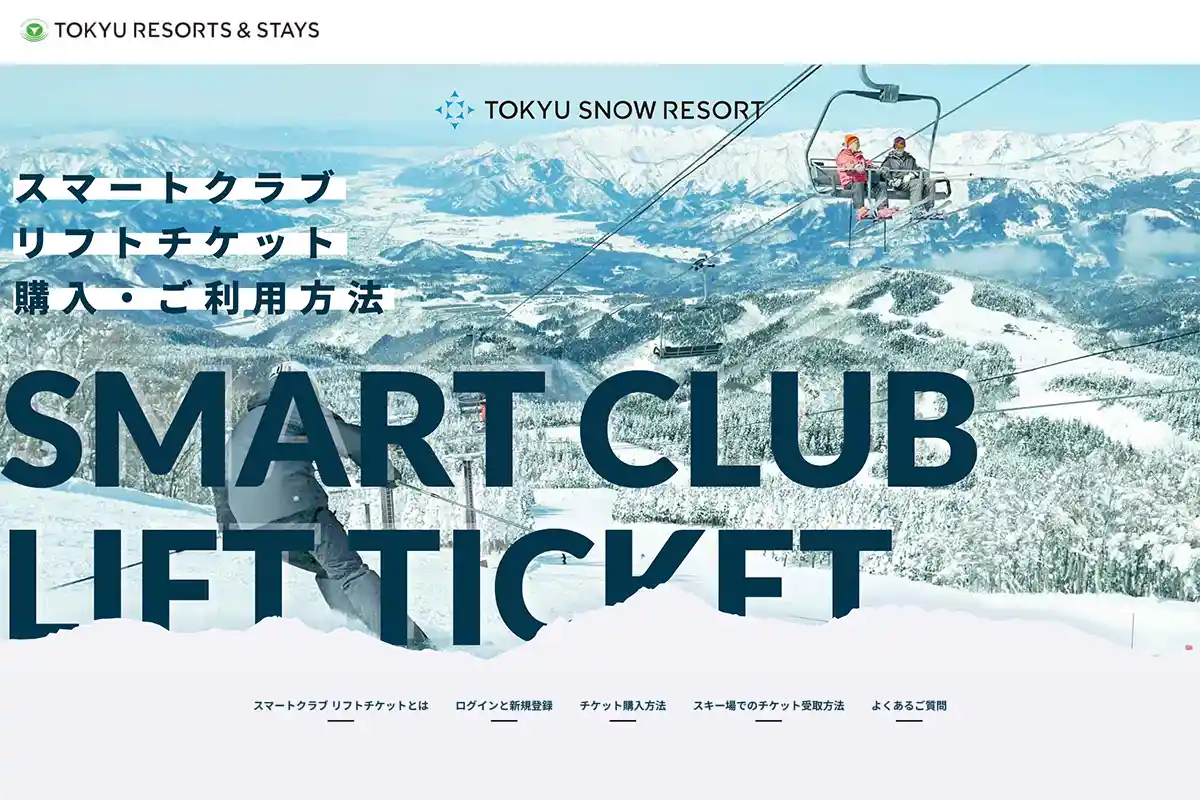 TOKYU RESORTS & STAYS
TOKYU SNOW RESORT
スマートクラブ
リフトチケット
購入・ご利用方法
SMART CLUB
LIFT TICKET
スマートクラブ リフトチケットとは
ログインと新規登録
チケット購入方法
スキー場でのチケット受取方法
よくあるご質問